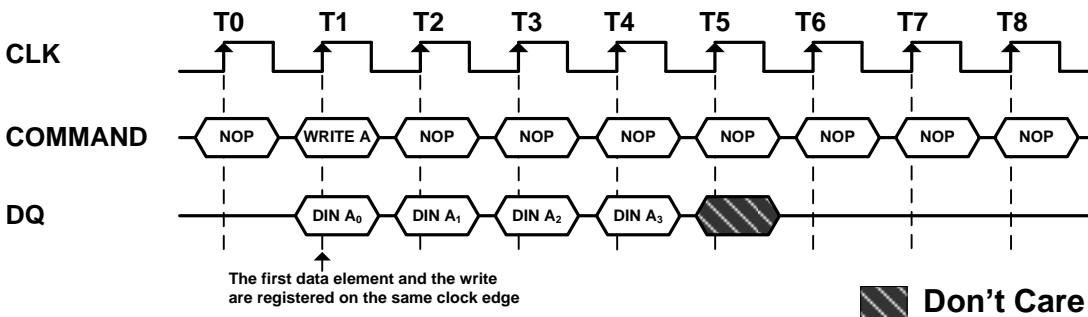 T0 T1 T2 T3 T4 T5 T6 T7 T8
CLK
COMMAND NOP WRITE A NOP NOP NOP NOP NOP NOP NOP
DQ DIN A₀ DIN A₁ DIN A₂ DIN A₃
The first data element and the write
are registered on the same clock edge
Don't Care